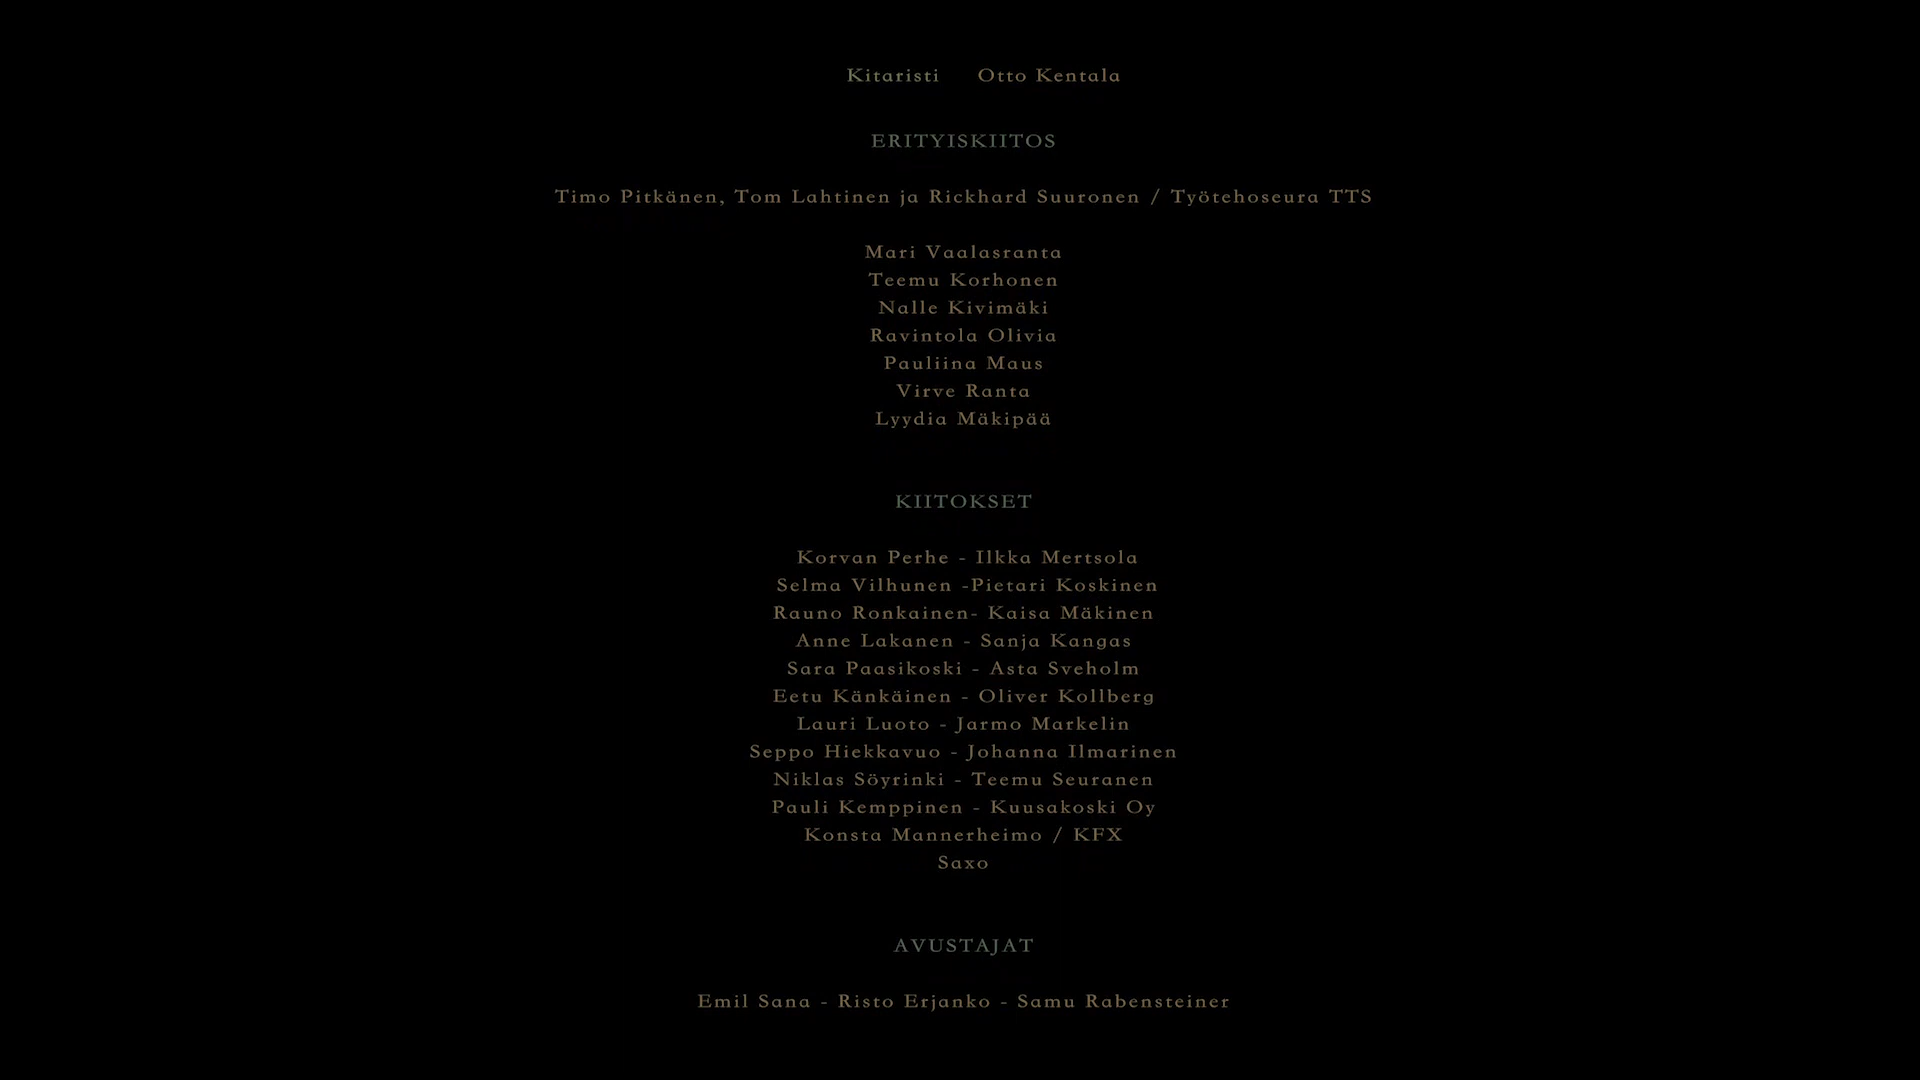 Kitaristi Otto Kentala
ERITYISKIITOS
Timo Pitkänen, Tom Lahtinen ja Rickhard Suuronen / Työtehoseura TTS
Mari Vaalasranta
Teemu Korhonen
Nalle Kivimäki
Ravintola Olivia
Pauliina Maus
Virve Ranta
Lyydia Mäkipää
KIITOKSET
Korvan Perhe - Ilkka Mertsola
Selma Vilhunen -Pietari Koskinen
Rauno Ronkainen- Kaisa Mäkinen
Anne Lakanen - Sanja Kangas
Sara Paasikoski - Asta Sveholm
Eetu Känkäinen - Oliver Kollberg
Lauri Luoto - Jarmo Markelin
Seppo Hiekkavuo - Johanna Ilmarinen
Niklas Söyrinki - Teemu Seuranen
Pauli Kemppinen - Kuusakoski Oy
Konsta Mannerheimo / KFX
Saxo
AVUSTAJAT
Emil Sana - Risto Erjanko - Samu Rabensteiner